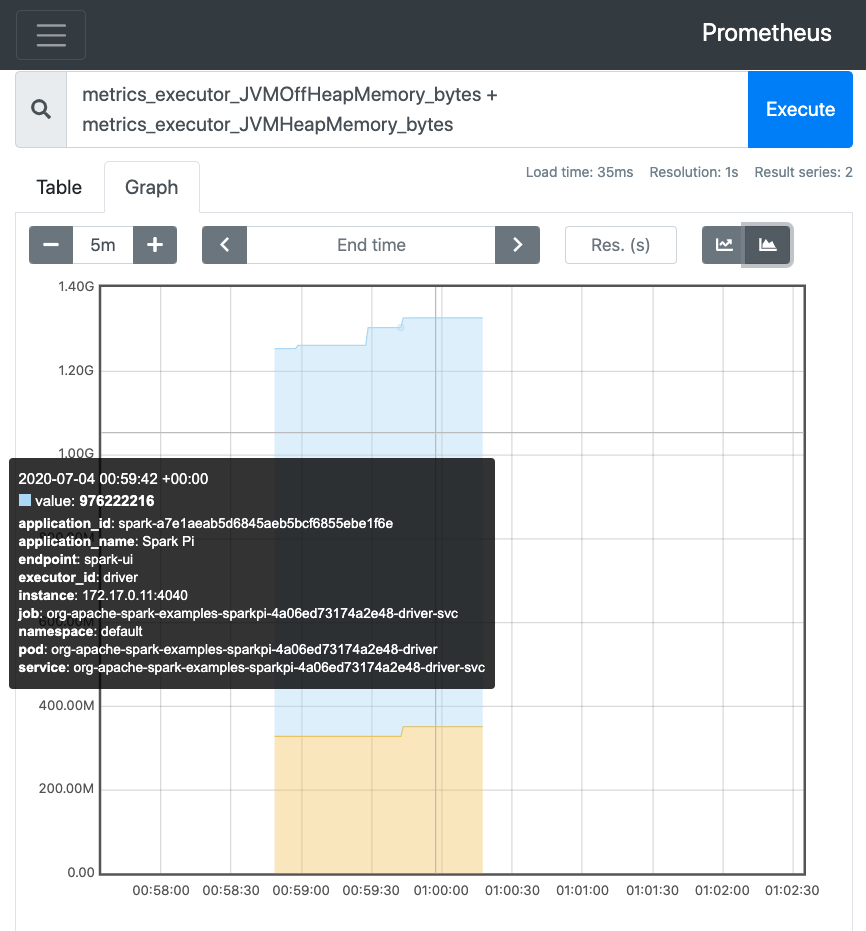 Prometheus
metrics_executor_JVMOffHeapMemory_bytes +
metrics_executor_JVMHeapMemory_bytes
Execute
Load time: 35ms Resolution: 1s Result series: 2
Table
Graph
5m
End time
Res. (s)
1.40G
1.20G
1.00G
2020-07-04 00:59:42 +00:00
value: 976222216
application_id: spark-a7e1aeab5d6845aeb5bcf6855ebe1f6e
application_name: Spark Pi
endpoint: spark-ui
executor_id: driver
instance: 172.17.0.11:4040
job: org-apache-spark-examples-sparkpi-4a06ed73174a2e48-driver-svc
namespace: default
pod: org-apache-spark-examples-sparkpi-4a06ed73174a2e48-driver
service: org-apache-spark-examples-sparkpi-4a06ed73174a2e48-driver-svc
400.00M
200.00M
0.00
00:58:00 00:58:30 00:59:00 00:59:30 01:00:00 01:00:30 01:01:00 01:01:30 01:02:00 01:02:30